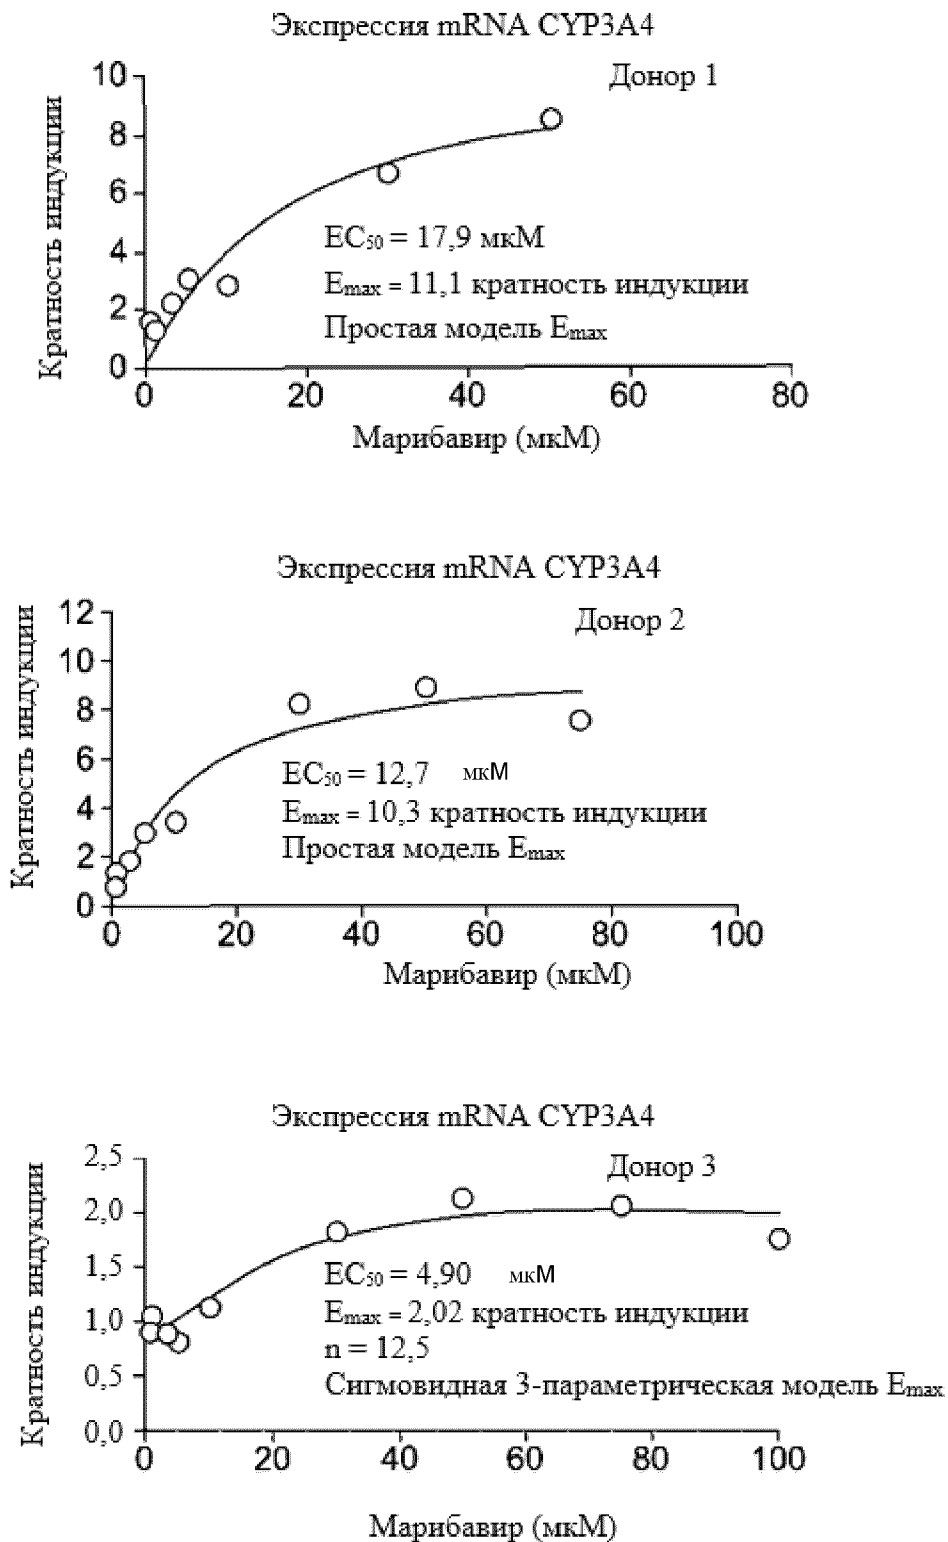 Экспрессия mRNA CYP3A4
Донор 1
Кратность индукции
10
8
6
4
2
0
EC50 = 17,9 мкМ
Emax = 11,1 кратность индукции
Простая модель Emax
0 20 40 60 80
Марибавир (мкМ)
Экспрессия mRNA CYP3A4
Донор 2
Кратность индукции
12
10
8
6
4
2
0
EC50 = 12,7 мкМ
Emax = 10,3 кратность индукции
Простая модель Emax
0 20 40 60 80 100
Марибавир (мкМ)
Экспрессия mRNA CYP3A4
Донор 3
Кратность индукции
2,5
2,0
1,5
1,0
0,5
0,0
EC50 = 4,90 мкМ
Emax = 2,02 кратность индукции
n = 12,5
Сигмовидная 3-параметрическая модель Emax
0 20 40 60 80 100
Марибавир (мкМ)